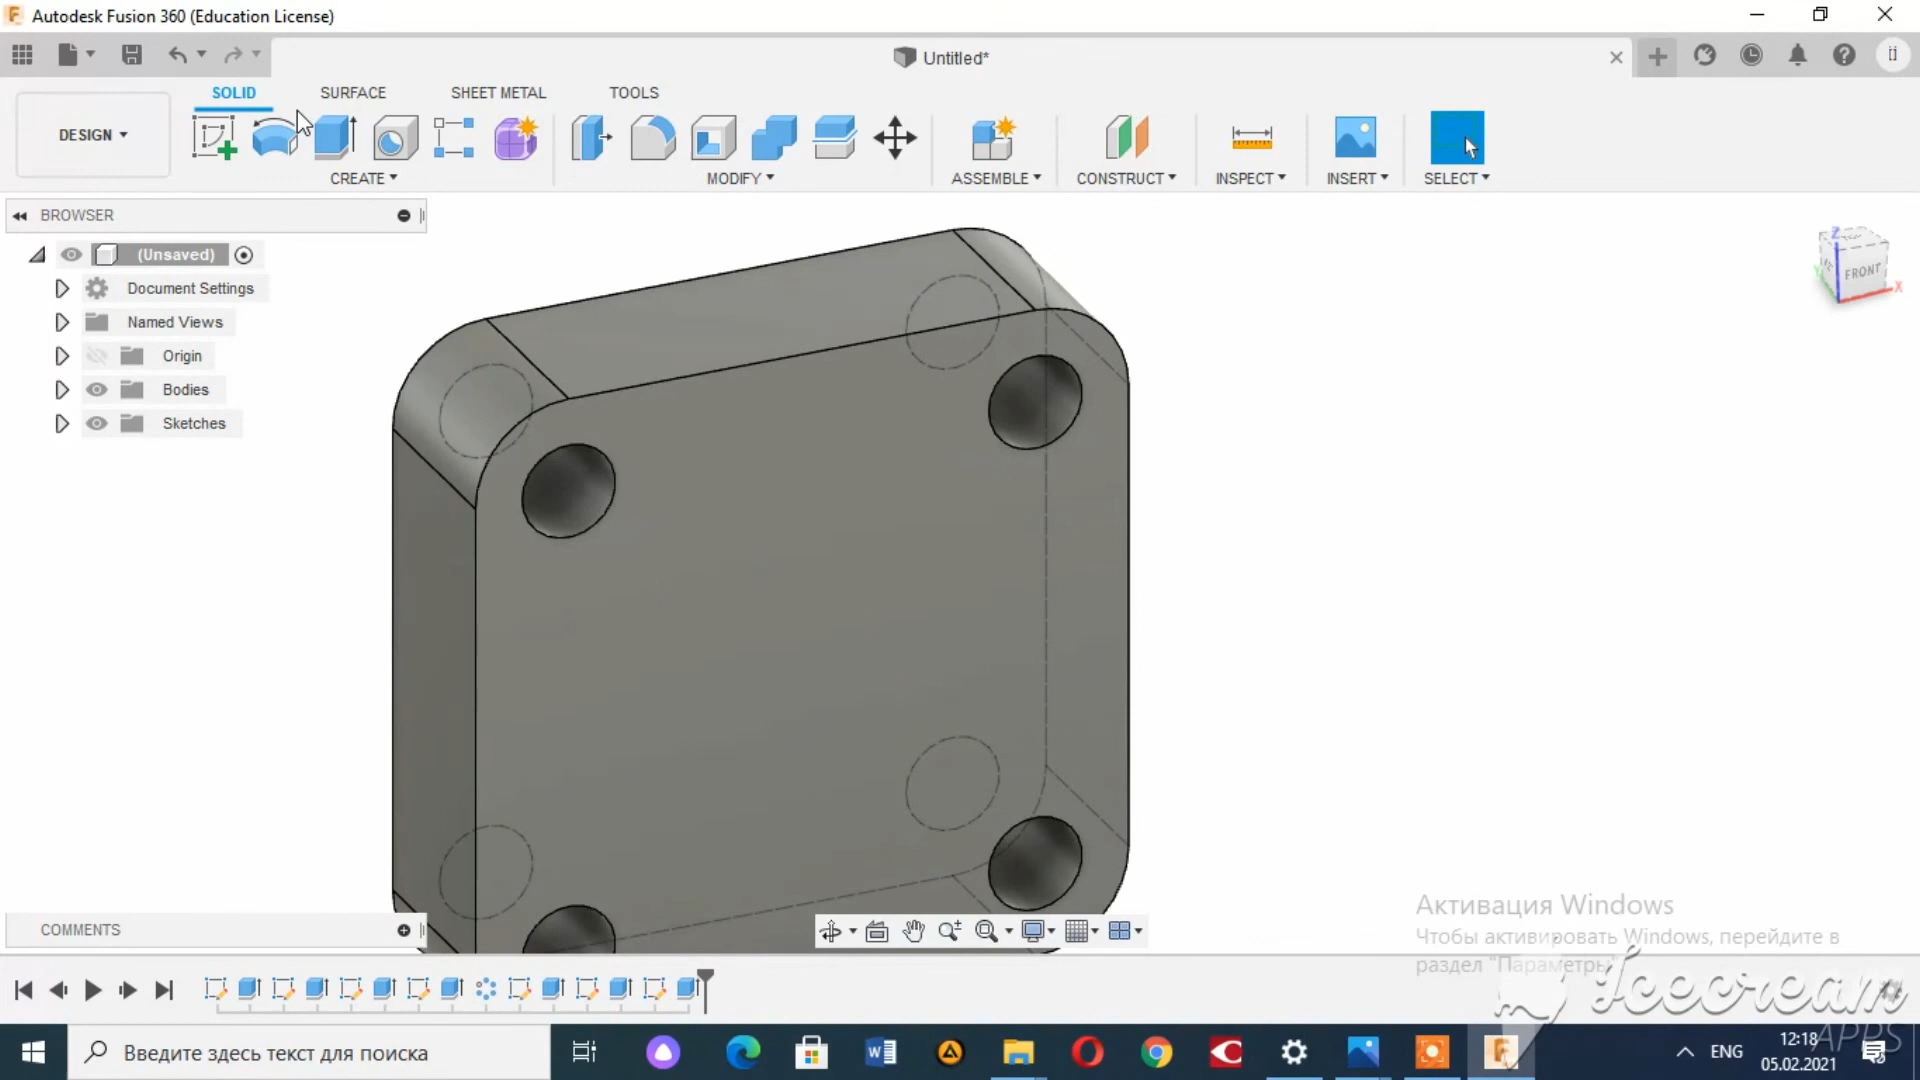 Autodesk Fusion 360 (Education License)
Untitled*
SOLID
SURFACE
SHEET METAL
TOOLS
DESIGN
CREATE
MODIFY
ASSEMBLE
CONSTRUCT
INSPECT
INSERT
SELECT
BROWSER
(Unsaved)
Document Settings
Named Views
Origin
Bodies
Sketches
Z
FRONT
X
COMMENTS
Активация Windows
Чтобы активировать Windows, перейдите в
раздел "Параметры
Icecream
APPS
Введите здесь текст для поиска
ENG
12:18
05.02.2021